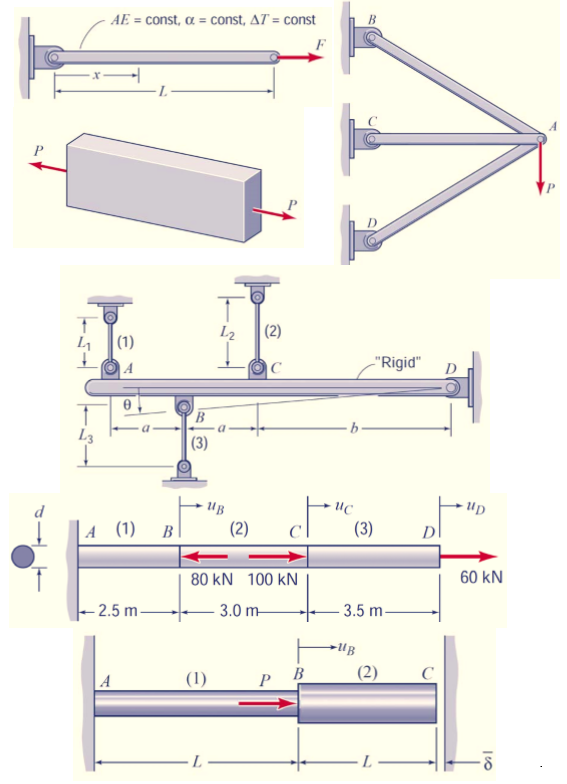 AE = const, α = const, ΔT = const
F
x
L
P
P
B
C
A
D
P
L1
(1)
A
L2
(2)
C
"Rigid"
D
θ
B
L3
a
a
b
(3)
d
uB
uC
uD
A (1) B (2) C (3) D
80 kN 100 kN
60 kN
2.5 m 3.0 m 3.5 m
uB
A (1) P B (2) C
L L δ̅
.